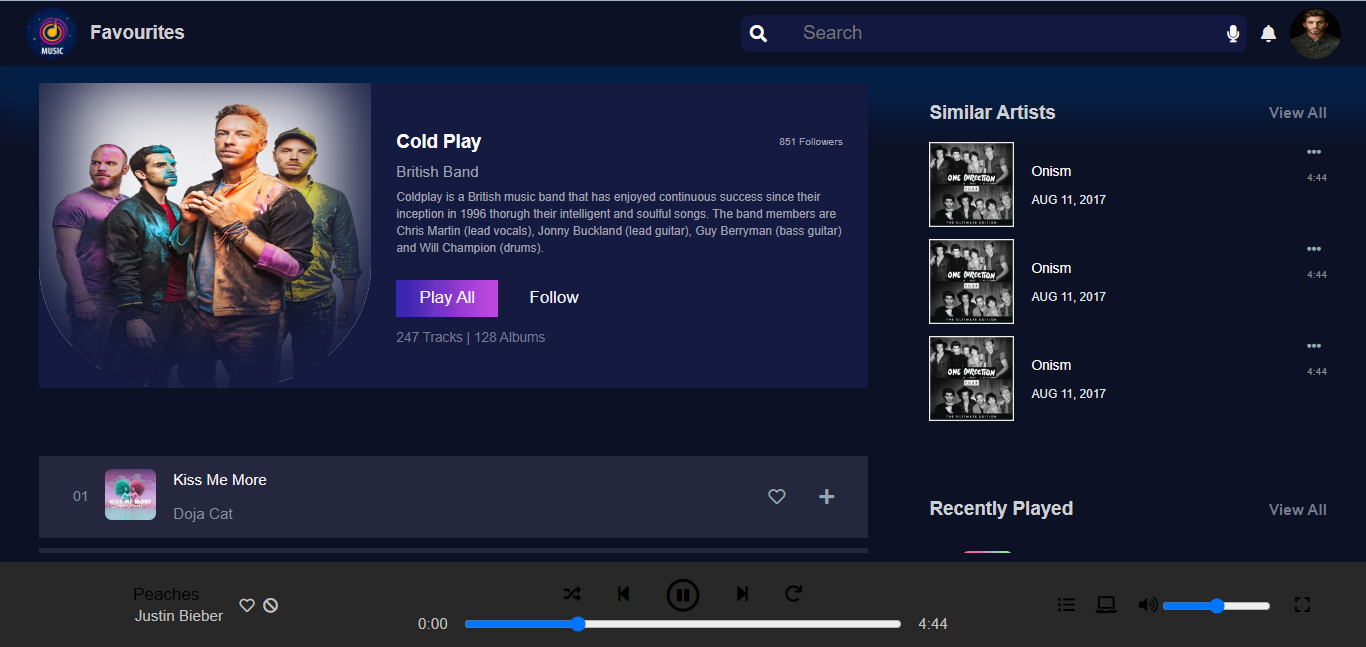 MUSIC
Favourites
Search
Cold Play
851 Followers
British Band
Coldplay is a British music band that has enjoyed continuous success since their
inception in 1996 thorugh their intelligent and soulful songs. The band members are
Chris Martin (lead vocals), Jonny Buckland (lead guitar), Guy Berryman (bass guitar)
and Will Champion (drums).
Play All
Follow
247 Tracks | 128 Albums
Similar Artists
View All
ONE DIRECTION
FOUR
THE ULTIMATE EDITION
Onism
AUG 11, 2017
4:44
ONE DIRECTION
FOUR
THE ULTIMATE EDITION
Onism
AUG 11, 2017
4:44
ONE DIRECTION
FOUR
THE ULTIMATE EDITION
Onism
AUG 11, 2017
4:44
01
KISS ME MORE
Kiss Me More
Doja Cat
Recently Played
View All
Peaches
Justin Bieber
0:00
4:44